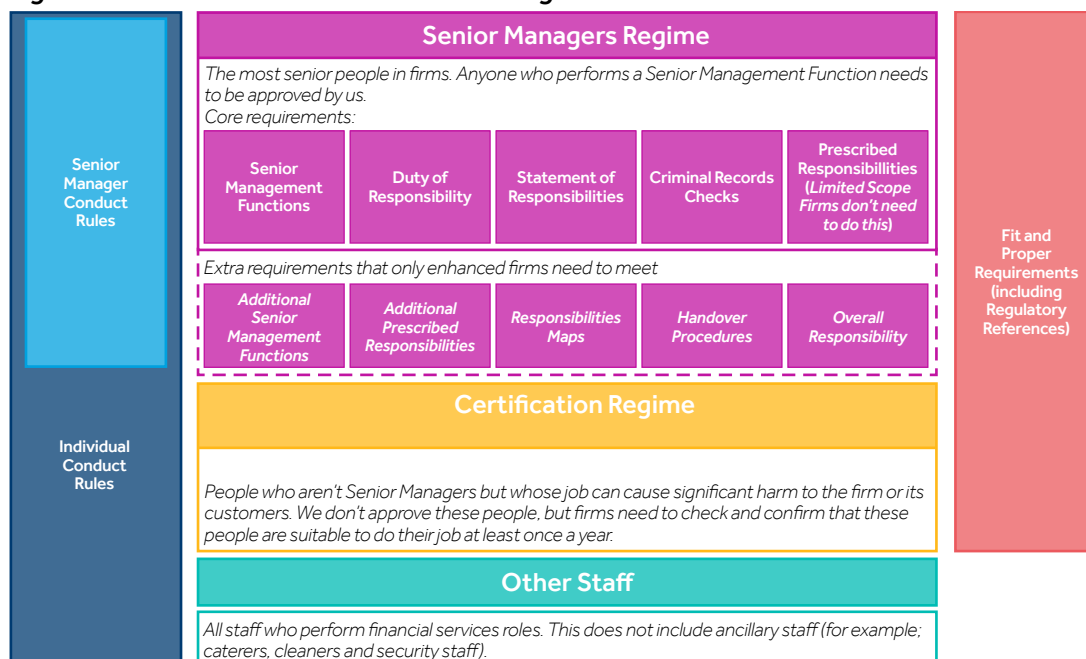 Senior
Manager
Conduct
Rules
Individual
Conduct
Rules
Senior Managers Regime
The most senior people in firms. Anyone who performs a Senior Management Function needs
to be approved by us.
Core requirements:
Senior
Management
Functions
Duty of
Responsibility
Statement of
Responsibilities
Criminal Records
Checks
Prescribed
Responsibillities
(Limited Scope
Firms don't need
to do this)
Extra requirements that only enhanced firms need to meet
Additional
Senior
Management
Functions
Additional
Prescribed
Responsibilities
Responsibilities
Maps
Handover
Procedures
Overall
Responsibility
Certification Regime
People who aren't Senior Managers but whose job can cause significant harm to the firm or its
customers. We don't approve these people, but firms need to check and confirm that these
people are suitable to do their job at least once a year.
Other Staff
All staff who perform financial services roles. This does not include ancillary staff (for example;
caterers, cleaners and security staff).
Fit and
Proper
Requirements
(including
Regulatory
References)